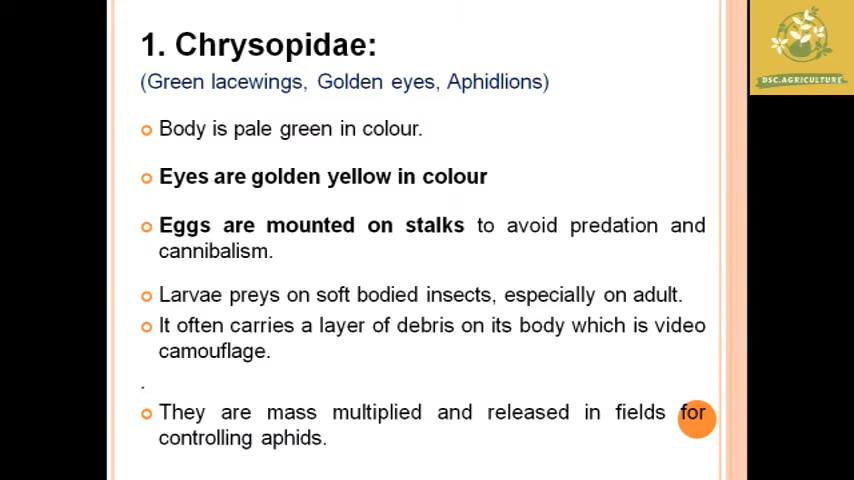 1. Chrysopidae:
DSC.AGRICULTURE
(Green lacewings, Golden eyes, Aphidlions)
Body is pale green in colour.
Eyes are golden yellow in colour
Eggs are mounted on stalks to avoid predation and
cannibalism.
Larvae preys on soft bodied insects, especially on adult.
It often carries a layer of debris on its body which is video
camouflage.
.
They are mass multiplied and released in fields for
controlling aphids.